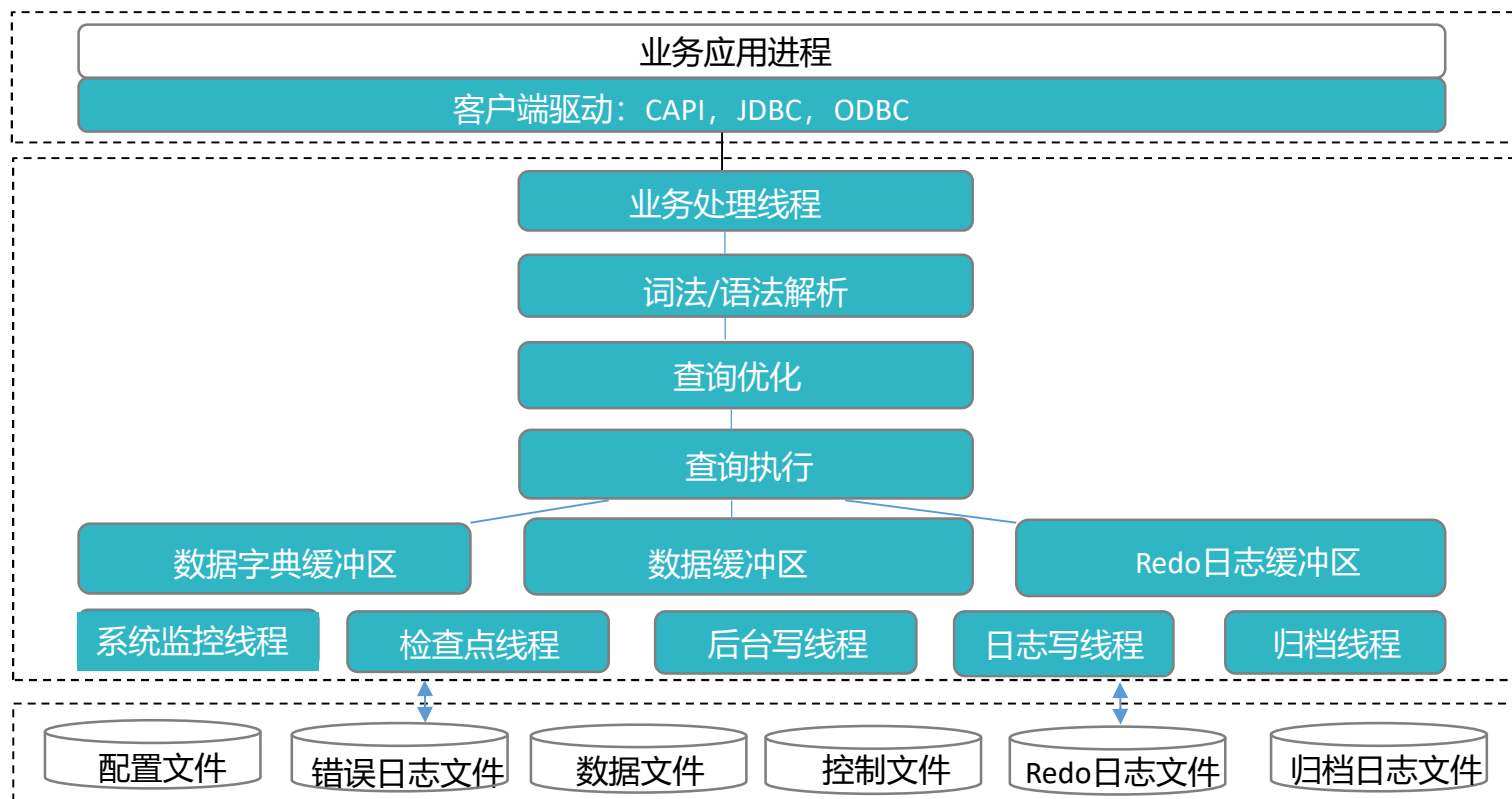 业务应用进程
客户端驱动：CAPI，JDBC，ODBC
业务处理线程
词法/语法解析
查询优化
查询执行
数据字典缓冲区
数据缓冲区
Redo日志缓冲区
系统监控线程
检查点线程
后台写线程
日志写线程
归档线程
配置文件
错误日志文件
数据文件
控制文件
Redo日志文件
归档日志文件